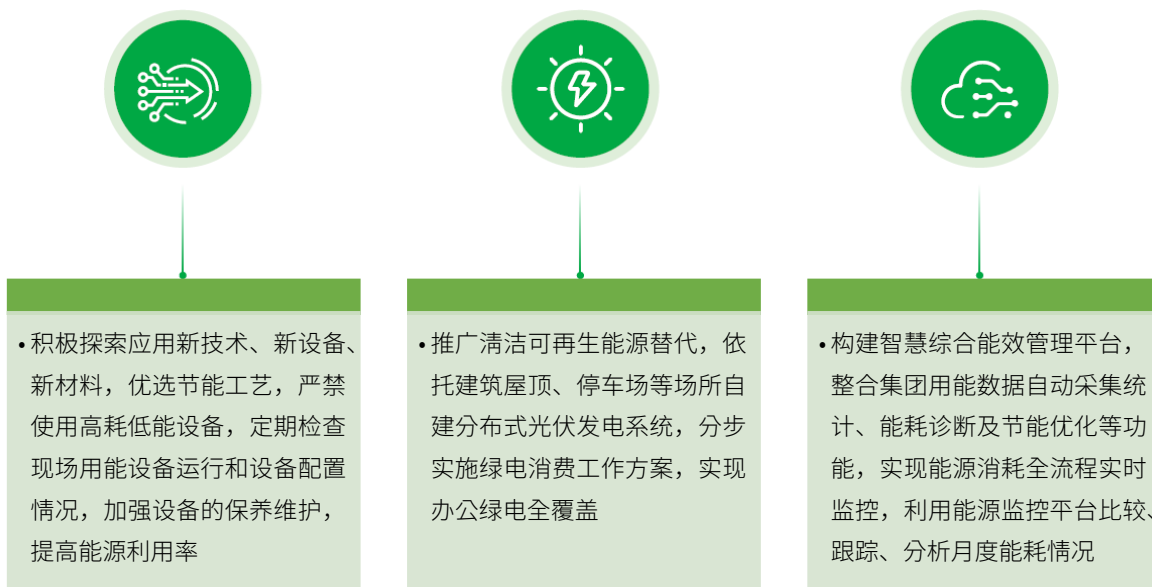 •积极探索应用新技术、新设备、
新材料，优选节能工艺，严禁
使用高耗低能设备，定期检查
现场用能设备运行和设备配置
情况，加强设备的保养维护，
提高能源利用率
•推广清洁可再生能源替代，依
托建筑屋顶、停车场等场所自
建分布式光伏发电系统，分步
实施绿电消费工作方案，实现
办公绿电全覆盖
•构建智慧综合能效管理平台，
整合集团用能数据自动采集统
计、能耗诊断及节能优化等功
能，实现能源消耗全流程实时
监控，利用能源监控平台比较、
跟踪、分析月度能耗情况